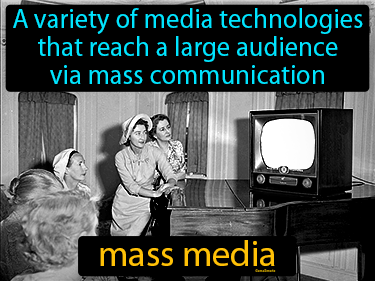 A variety of media technologies
that reach a large audience
via mass communication
mass media